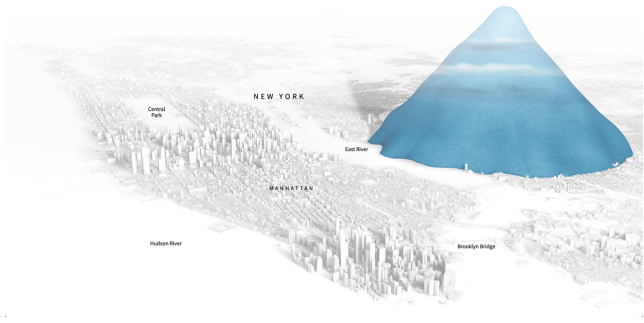 NEW YORK
Central
Park
East River
MANHATTAN
Hudson River
Brooklyn Bridge